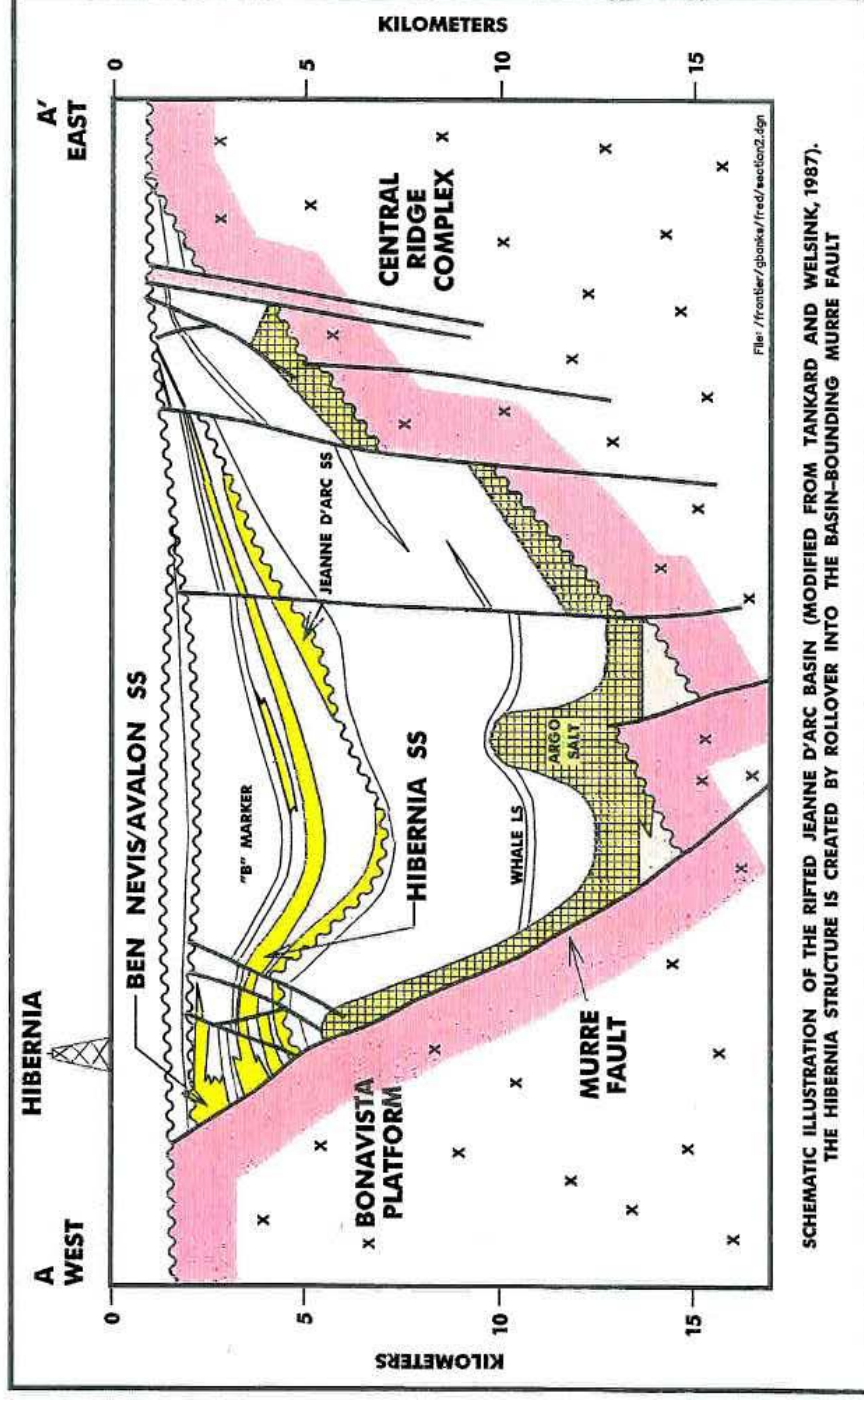 HIBERNIA
A
WEST
A'
EAST
BEN NEVIS/AVALON SS
KILOMETERS
0
5
10
15
KILOMETERS
0
5
10
15
"B" MARKER
JEANNE D'ARC SS
HIBERNIA SS
WHALE LS
ARGO
SALT
CENTRAL
RIDGE
COMPLEX
BONAVISTA
PLATFORM
MURRE
FAULT
File: /frontier/gbanks/fred/section2.dgn
SCHEMATIC ILLUSTRATION OF THE RIFTED JEANNE D'ARC BASIN (MODIFIED FROM TANKARD AND WELSINK, 1987).
THE HIBERNIA STRUCTURE IS CREATED BY ROLLOVER INTO THE BASIN-BOUNDING MURRE FAULT